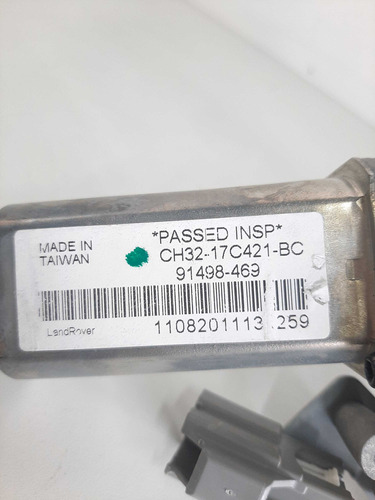 *PASSED INSP*
MADE IN
TAIWAN
CH32-17C421-BC
91498-469
LandRover
1108201113 259